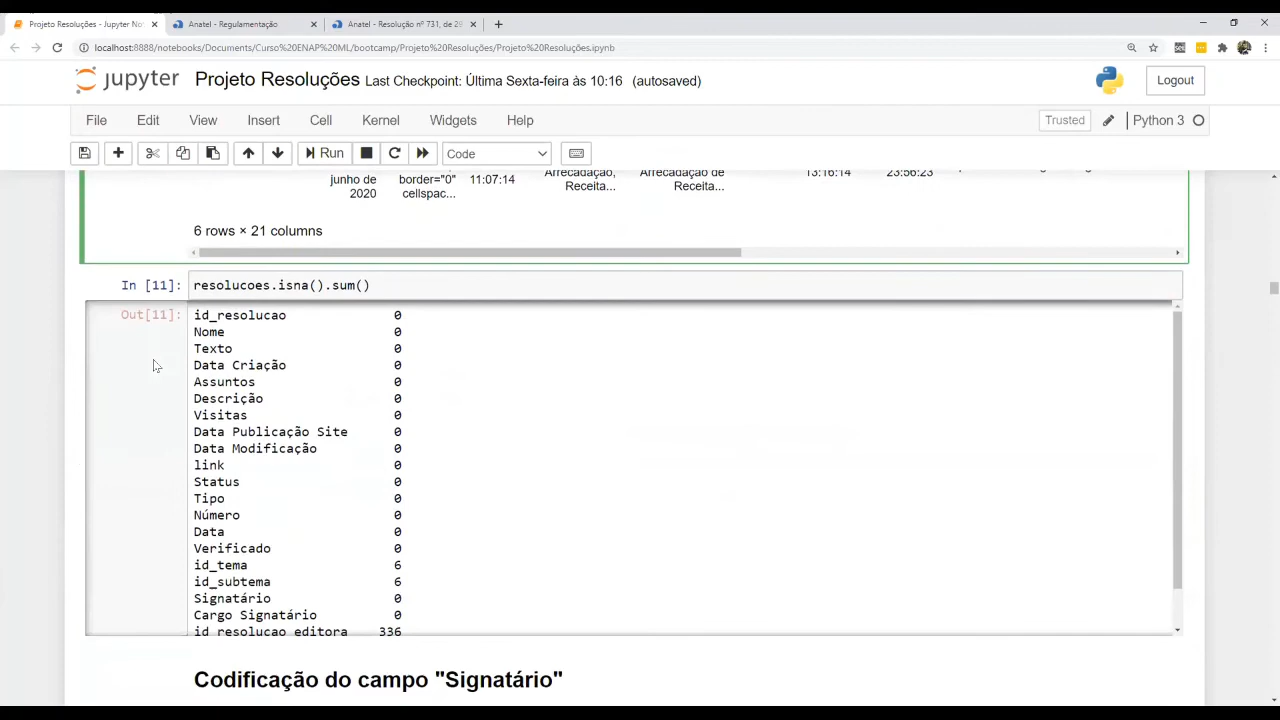 Projeto Resoluções - Jupyter No
Anatel - Regulamentação
Anatel - Resolução nº 731, de 29
localhost:8888/notebooks/Documents/Curso%20ENAP%20ML/bootcamp/Projeto%20Resoluções/Projeto%20Resoluções.ipynb
jupyter Projeto Resoluções Last Checkpoint: Última Sexta-feira às 10:16 (autosaved)
Logout
File Edit View Insert Cell Kernel Widgets Help
Trusted Python 3
Run Code
Arrecadação, Arrecadação de 13:16:14 23:56:23
junho de border="0" 11:07:14 Receita... Receita...
2020 cellspac...
6 rows × 21 columns
In [11]: resolucoes.isna().sum()
Out[11]: id_resolucao 0
Nome 0
Texto 0
Data Criação 0
Assuntos 0
Descrição 0
Visitas 0
Data Publicação Site 0
Data Modificação 0
link 0
Status 0
Tipo 0
Número 0
Data 0
Verificado 0
id_tema 6
id_subtema 6
Signatário 0
Cargo Signatário 0
id_resolucao_editora 336
Codificação do campo "Signatário"